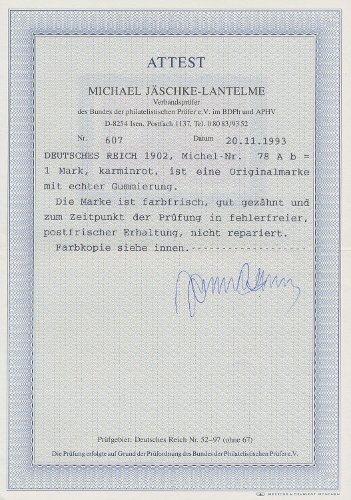 ATTEST
MICHAEL JÄSCHKE-LANTELME
Verbandsprüfer
des Bundes der philatelistischen Prüfer e.V. im BDPh und APHV
D-8254 Isen, Postfach 1137, Tel. 0 80 83/93 52
Nr. 607 Datum 20.11.1993
DEUTSCHES REICH 1902, Michel-Nr. 78 A b =
1 Mark, karminrot, ist eine Originalmarke
mit echter Gummierung.
Die Marke ist farbfrisch, gut gezähnt und
zum Zeitpunkt der Prüfung in fehlerfreier,
postfrischer Erhaltung, nicht repariert.
Farbkopie siehe innen.
Prüfgebiet: Deutsches Reich Nr. 52–97 (ohne 67)
Die Prüfung erfolgte auf Grund der Prüfordnung des Bundes der Philatelistischen Prüfer e.V.